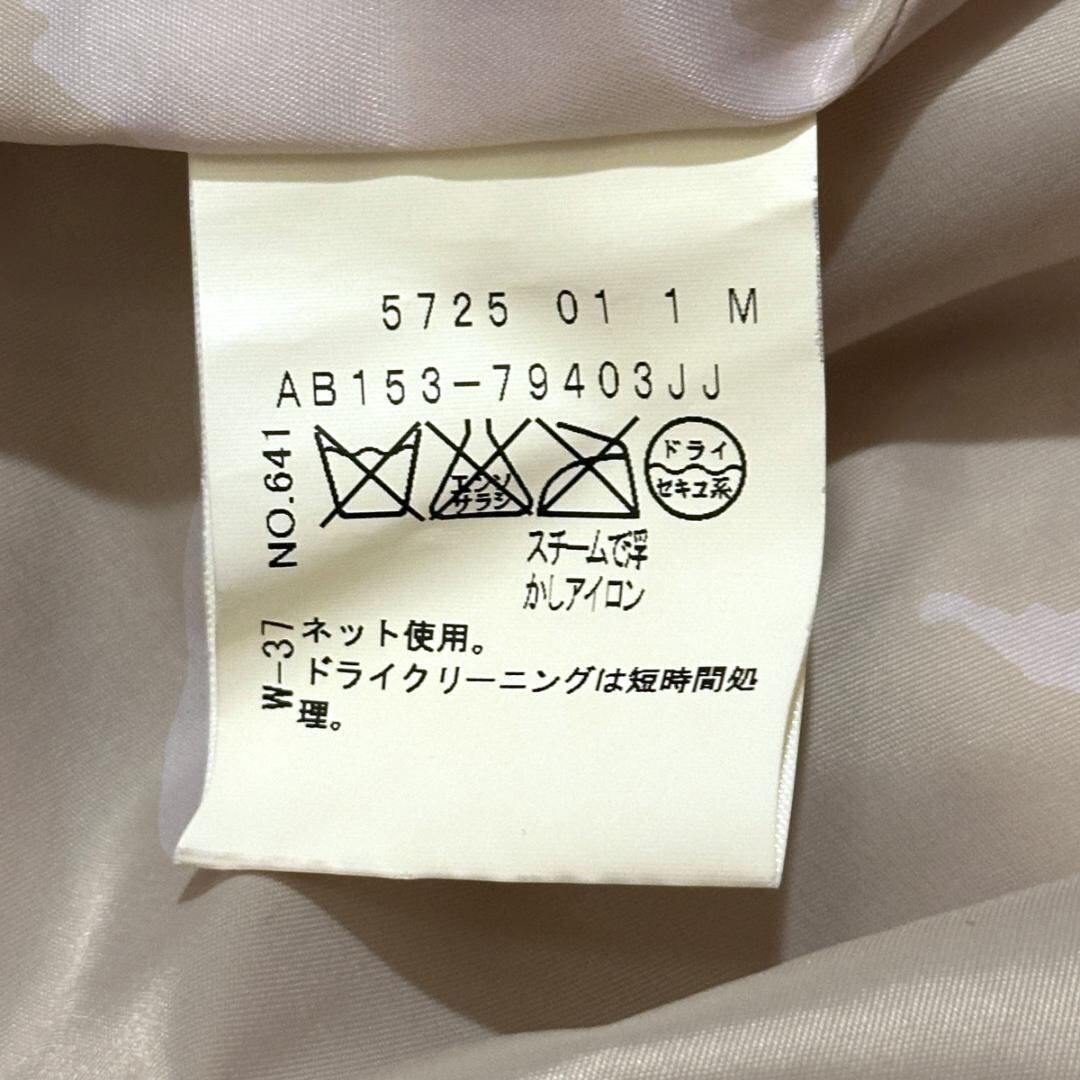 5725 01 1 M
AB153-79403JJ
NO.641
エンソ
サラシ
ドライ
セキユ系
スチームで浮
かしアイロン
W-37
ネット使用。
ドライクリーニングは短時間処
理。